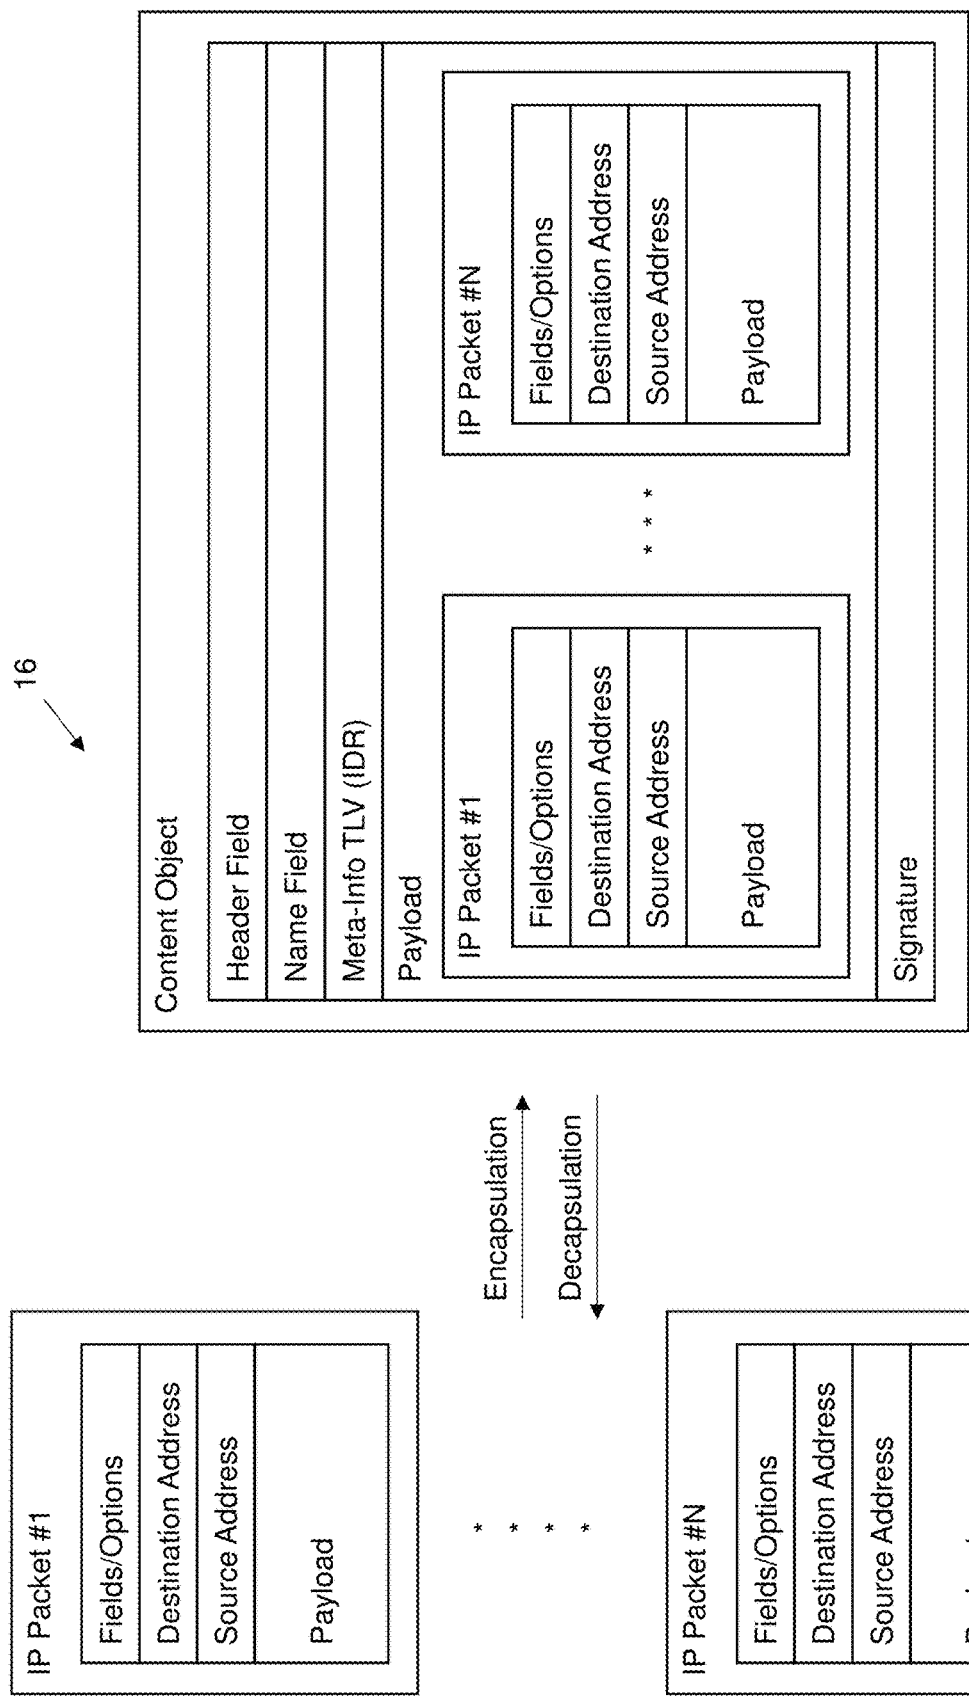 16
IP Packet #1
Fields/Options
Destination Address
Source Address
Payload
* * * *
IP Packet #N
Fields/Options
Destination Address
Source Address
Encapsulation
Decapsulation
Content Object
Header Field
Name Field
Meta-Info TLV (IDR)
Payload
IP Packet #1
Fields/Options
Destination Address
Source Address
Payload
* * *
IP Packet #N
Fields/Options
Destination Address
Source Address
Payload
Signature